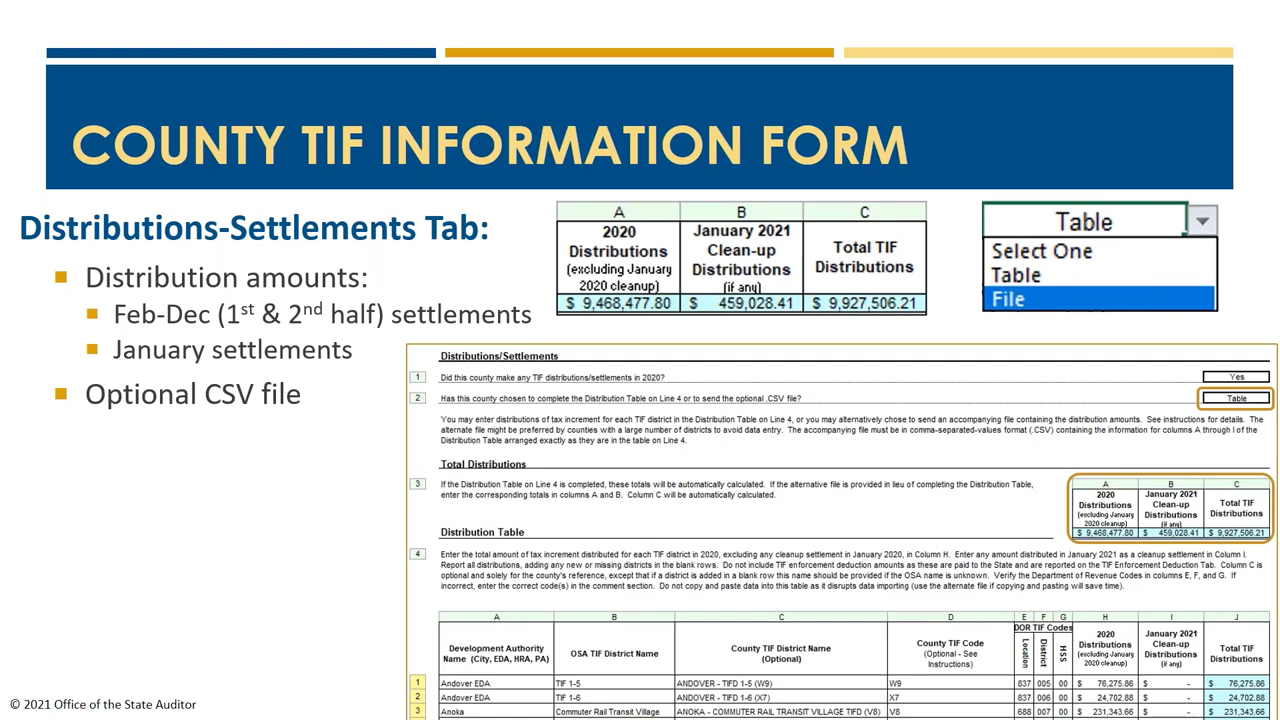 COUNTY TIF INFORMATION FORM
Distributions-Settlements Tab:
Distribution amounts:
Feb-Dec (1st & 2nd half) settlements
January settlements
Optional CSV file
A B C
2020 Distributions (excluding January 2020 cleanup)
January 2021 Clean-up Distributions (if any)
Total TIF Distributions
$ 9,468,477.80 $ 459,028.41 $ 9,927,506.21
Table
Select One
Table
File
Distributions/Settlements
1 Did this county make any TIF distributions/settlements in 2020? Yes
2 Has this county chosen to complete the Distribution Table on Line 4 or to send the optional .CSV file? Table
You may enter distributions of tax increment for each TIF district in the Distribution Table on Line 4, or you may alternatively chose to send an accompanying file containing the distribution amounts. See instructions for details. The
alternate file might be preferred by counties with a large number of districts to avoid data entry. The accompanying file must be in comma-separated-values format (.CSV) containing the information for columns A through I of the
Distribution Table arranged exactly as they are in the table on Line 4.
Total Distributions
3 If the Distribution Table on Line 4 is completed, these totals will be automatically calculated. If the alternative file is provided in lieu of completing the Distribution Table,
enter the corresponding totals in columns A and B. Column C will be automatically calculated.
A B C
2020 Distributions (excluding January 2020 cleanup)
January 2021 Clean-up Distributions (if any)
Total TIF Distributions
$ 9,468,477.80 $ 459,028.41 $ 9,927,506.21
Distribution Table
4 Enter the total amount of tax increment distributed for each TIF district in 2020, excluding any cleanup settlement in January 2020, in Column H. Enter any amount distributed in January 2021 as a cleanup settlement in Column I.
Report all distributions, adding any new or missing districts in the blank rows. Do not include TIF enforcement deduction amounts as these are paid to the State and are reported on the TIF Enforcement Deduction Tab. Column C is
optional and solely for the county's reference, except that if a district is added in a blank row this name should be provided if the OSA name is unknown. Verify the Department of Revenue Codes in columns E, F, and G. If
incorrect, enter the correct code(s) in the comment section. Do not copy and paste data into this table as it disrupts data importing (use the alternate file if copying and pasting will save time).
A B C D E F G H I J
Development Authority Name (City, EDA, HRA, PA)
OSA TIF District Name
County TIF District Name (Optional)
County TIF Code (Optional - See Instructions)
DOR TIF Codes
Location
District
HSS
2020 Distributions (excluding January 2020 cleanup)
January 2021 Clean-up Distributions (if any)
Total TIF Distributions
1 Andover EDA TIF 1-5 ANDOVER - TIFD 1-5 (W9) W9 837 005 00 $ 76,275.86 $ - $ 76,275.86
2 Andover EDA TIF 1-6 ANDOVER - TIFD 1-6 (X7) X7 837 006 00 $ 24,702.88 $ - $ 24,702.88
3 Anoka Commuter Rail Transit Village ANOKA - COMMUTER RAIL TRANSIT VILLAGE TIFD (V8) V8 688 007 00 $ 231,343.66 $ - $ 231,343.66
© 2021 Office of the State Auditor